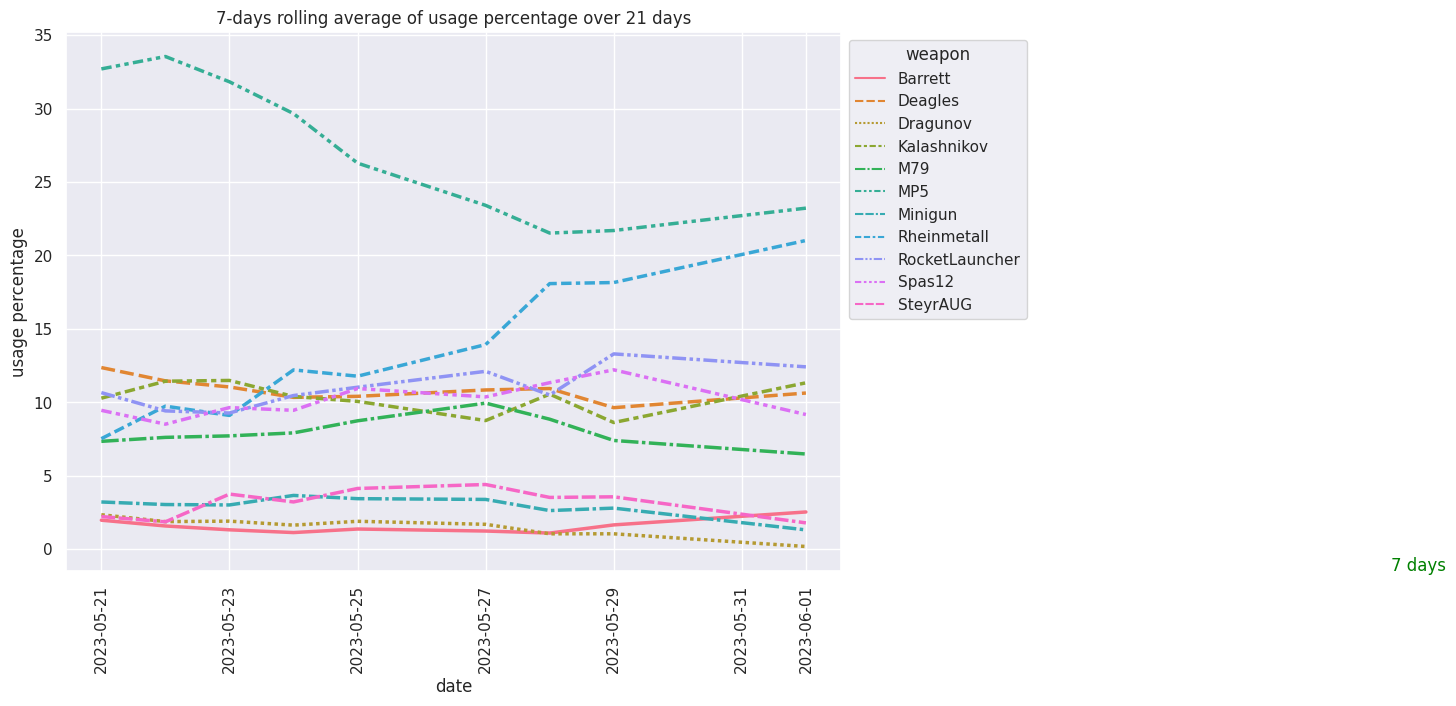 7-days rolling average of usage percentage over 21 days
usage percentage
35
30
25
20
15
10
5
0
2023-05-21
2023-05-23
2023-05-25
2023-05-27
2023-05-29
2023-05-31
2023-06-01
date
weapon
Barrett
Deagles
Dragunov
Kalashnikov
M79
MP5
Minigun
Rheinmetall
RocketLauncher
Spas12
SteyrAUG
7 days